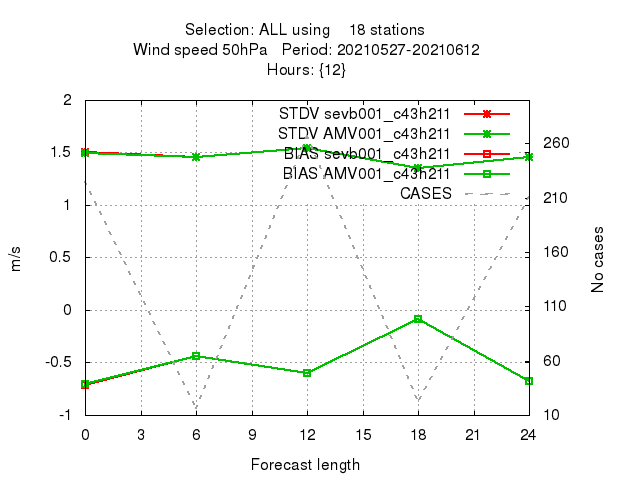 Selection: ALL using 18 stations
Wind speed 50hPa Period: 20210527-20210612
Hours: {12}
STDV sevb001_c43h211
STDV AMV001_c43h211
BIAS sevb001_c43h211
BIAS AMV001_c43h211
CASES
2
1.5
1
0.5
0
-0.5
-1
m/s
260
210
160
110
60
10
No cases
0 3 6 9 12 15 18 21 24
Forecast length